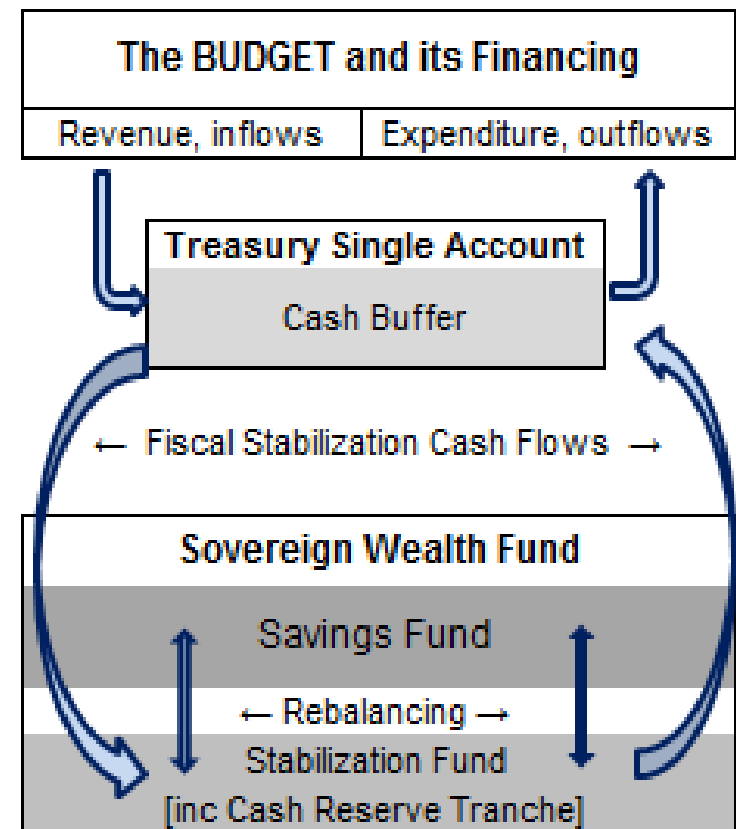 The BUDGET and its Financing
Revenue, inflows
Expenditure, outflows
Treasury Single Account
Cash Buffer
← Fiscal Stabilization Cash Flows →
Sovereign Wealth Fund
Savings Fund
← Rebalancing →
Stabilization Fund
[inc Cash Reserve Tranche]